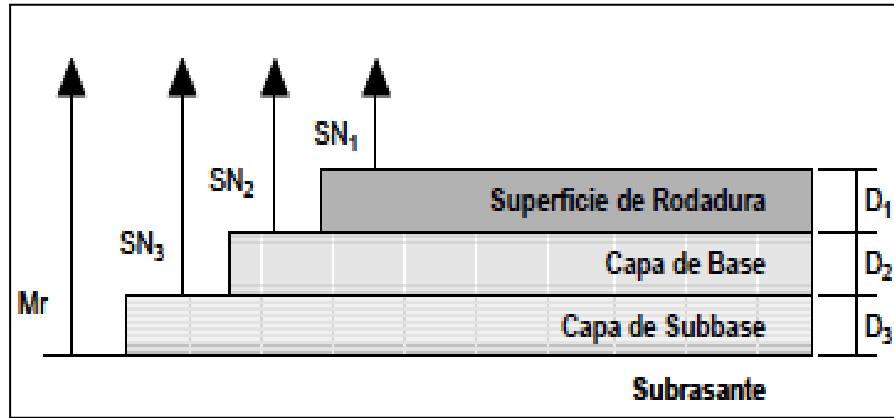 SN1
SN2
SN3
Mr
Superficie de Rodadura
D1
Capa de Base
D2
Capa de Subbase
D3
Subrasante